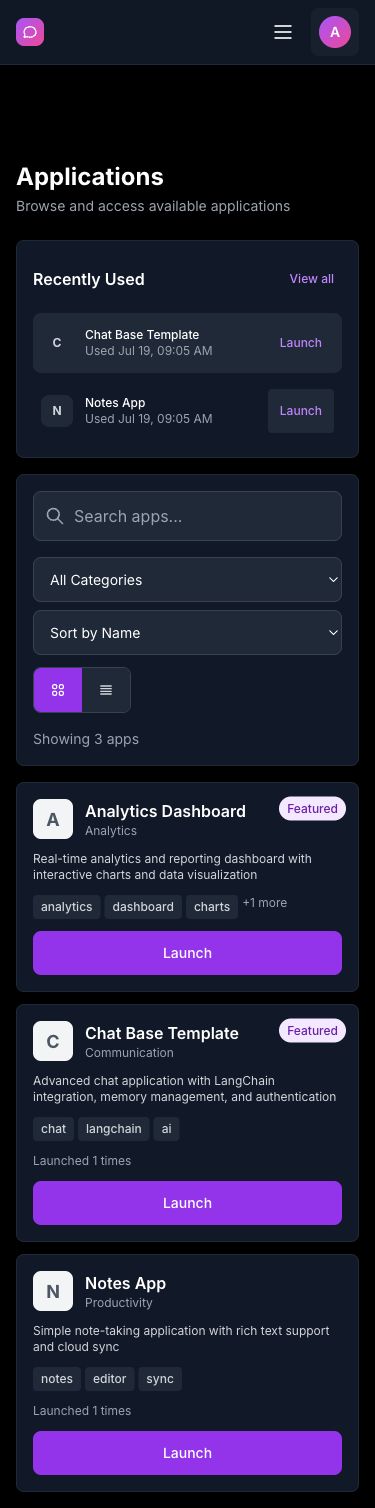 A
Applications
Browse and access available applications
Recently Used
View all
C
Chat Base Template
Used Jul 19, 09:05 AM
Launch
N
Notes App
Used Jul 19, 09:05 AM
Launch
Search apps...
All Categories
Sort by Name
Showing 3 apps
A
Analytics Dashboard
Featured
Analytics
Real-time analytics and reporting dashboard with
interactive charts and data visualization
analytics dashboard charts +1 more
Launch
C
Chat Base Template
Featured
Communication
Advanced chat application with LangChain
integration, memory management, and authentication
chat langchain ai
Launched 1 times
Launch
N
Notes App
Productivity
Simple note-taking application with rich text support
and cloud sync
notes editor sync
Launched 1 times
Launch